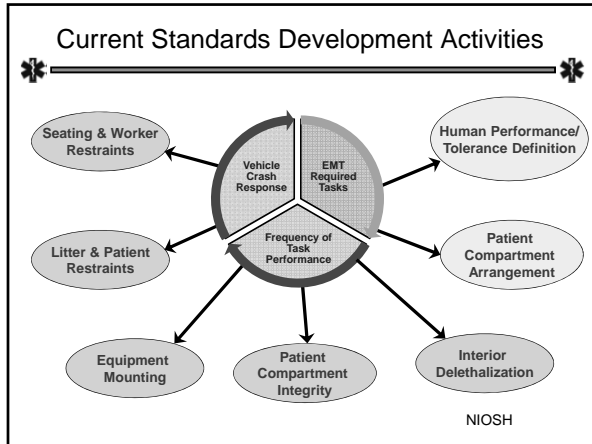 Current Standards Development Activities
Seating & Worker
Restraints
Vehicle
Crash
Response
EMT
Required
Tasks
Human Performance/
Tolerance Definition
Litter & Patient
Restraints
Frequency of
Task
Performance
Patient
Compartment
Arrangement
Equipment
Mounting
Patient
Compartment
Integrity
Interior
Delethalization
NIOSH